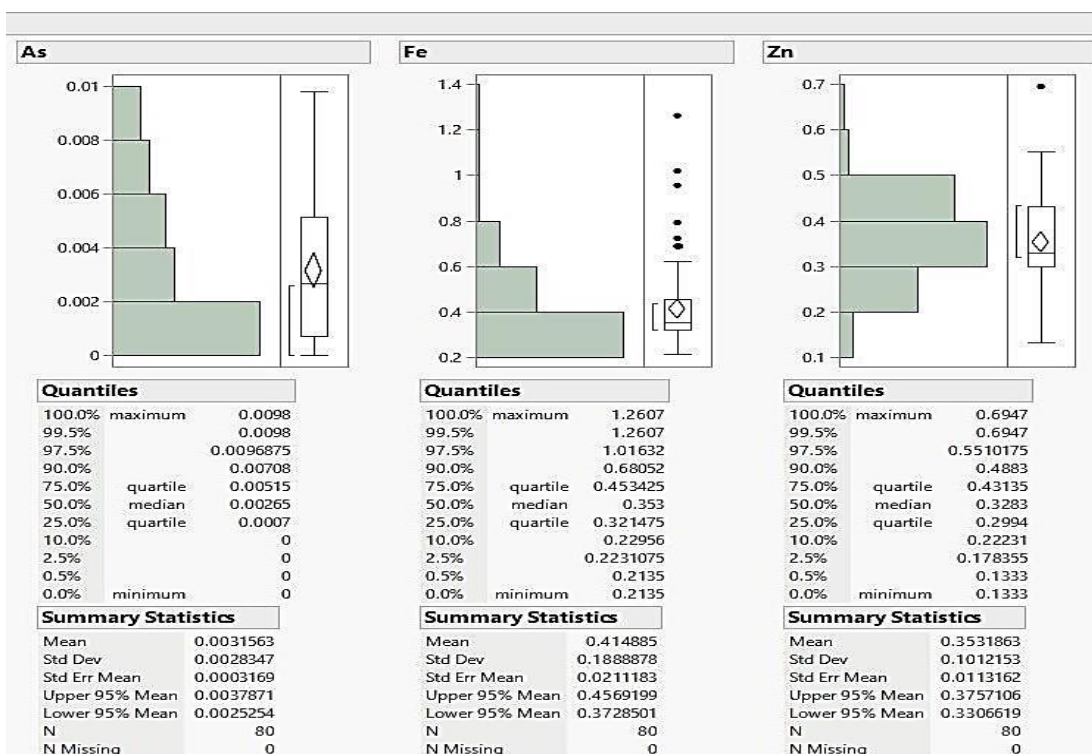 As
0.01
0.008
0.006
0.004
0.002
0
Quantiles
100.0% maximum 0.0098
99.5% 0.0098
97.5% 0.0096875
90.0% 0.00708
75.0% quartile 0.00515
50.0% median 0.00265
25.0% quartile 0.0007
10.0% 0
2.5% 0
0.5% 0
0.0% minimum 0
Summary Statistics
Mean 0.0031563
Std Dev 0.0028347
Std Err Mean 0.0003169
Upper 95% Mean 0.0037871
Lower 95% Mean 0.0025254
N 80
N Missing 0
Fe
1.4
1.2
1
0.8
0.6
0.4
0.2
Quantiles
100.0% maximum 1.2607
99.5% 1.2607
97.5% 1.01632
90.0% 0.68052
75.0% quartile 0.453425
50.0% median 0.353
25.0% quartile 0.321475
10.0% 0.22956
2.5% 0.2231075
0.5% 0.2135
0.0% minimum 0.2135
Summary Statistics
Mean 0.414885
Std Dev 0.1888878
Std Err Mean 0.0211183
Upper 95% Mean 0.4569199
Lower 95% Mean 0.3728501
N 80
N Missing 0
Zn
0.7
0.6
0.5
0.4
0.3
0.2
0.1
Quantiles
100.0% maximum 0.6947
99.5% 0.6947
97.5% 0.5510175
90.0% 0.4883
75.0% quartile 0.43135
50.0% median 0.3283
25.0% quartile 0.2994
10.0% 0.22231
2.5% 0.178355
0.5% 0.1333
0.0% minimum 0.1333
Summary Statistics
Mean 0.3531863
Std Dev 0.1012153
Std Err Mean 0.0113162
Upper 95% Mean 0.3757106
Lower 95% Mean 0.3306619
N 80
N Missing 0